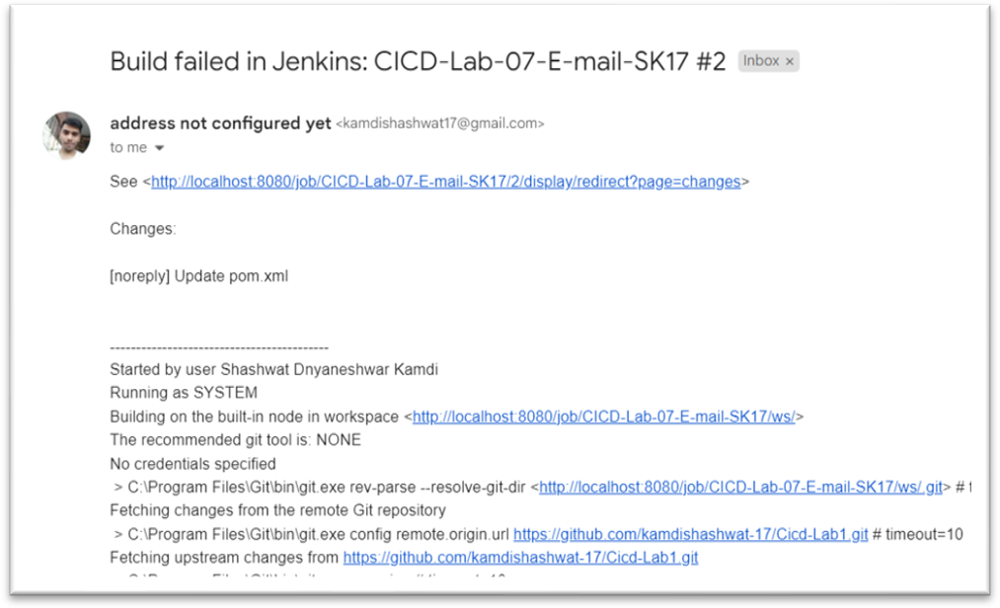 Build failed in Jenkins: CICD-Lab-07-E-mail-SK17 #2 Inbox ×
address not configured yet <kamdishashwat17@gmail.com>
to me
See <http://localhost:8080/job/CICD-Lab-07-E-mail-SK17/2/display/redirect?page=changes>
Changes:
[noreply] Update pom.xml
------------------------------------------
Started by user Shashwat Dnyaneshwar Kamdi
Running as SYSTEM
Building on the built-in node in workspace <http://localhost:8080/job/CICD-Lab-07-E-mail-SK17/ws/>
The recommended git tool is: NONE
No credentials specified
> C:\Program Files\Git\bin\git.exe rev-parse --resolve-git-dir <http://localhost:8080/job/CICD-Lab-07-E-mail-SK17/ws/.git> #
Fetching changes from the remote Git repository
> C:\Program Files\Git\bin\git.exe config remote.origin.url https://github.com/kamdishashwat-17/Cicd-Lab1.git # timeout=10
Fetching upstream changes from https://github.com/kamdishashwat-17/Cicd-Lab1.git